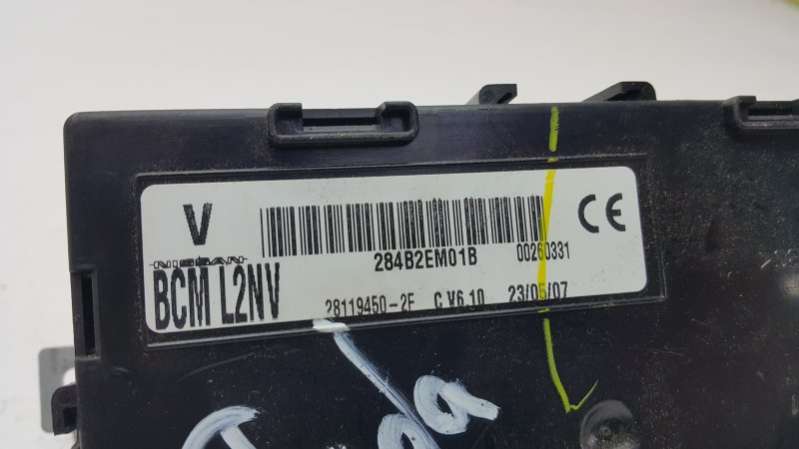 V
NISSAN
284B2EM01B 00260331
BCM L2NV
28119450-2F C V6.10 23/05/07
CE